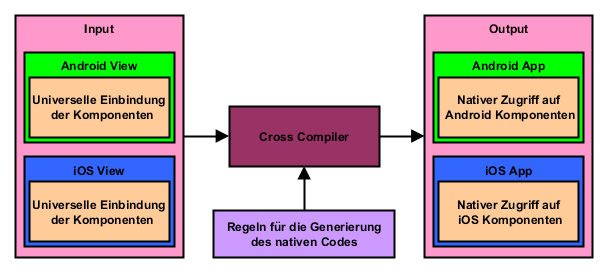 Input
Android View
Universelle Einbindung
der Komponenten
iOS View
Universelle Einbindung
der Komponenten
Cross Compiler
Regeln für die Generierung
des nativen Codes
Output
Android App
Nativer Zugriff auf
Android Komponenten
iOS App
Nativer Zugriff auf
iOS Komponenten